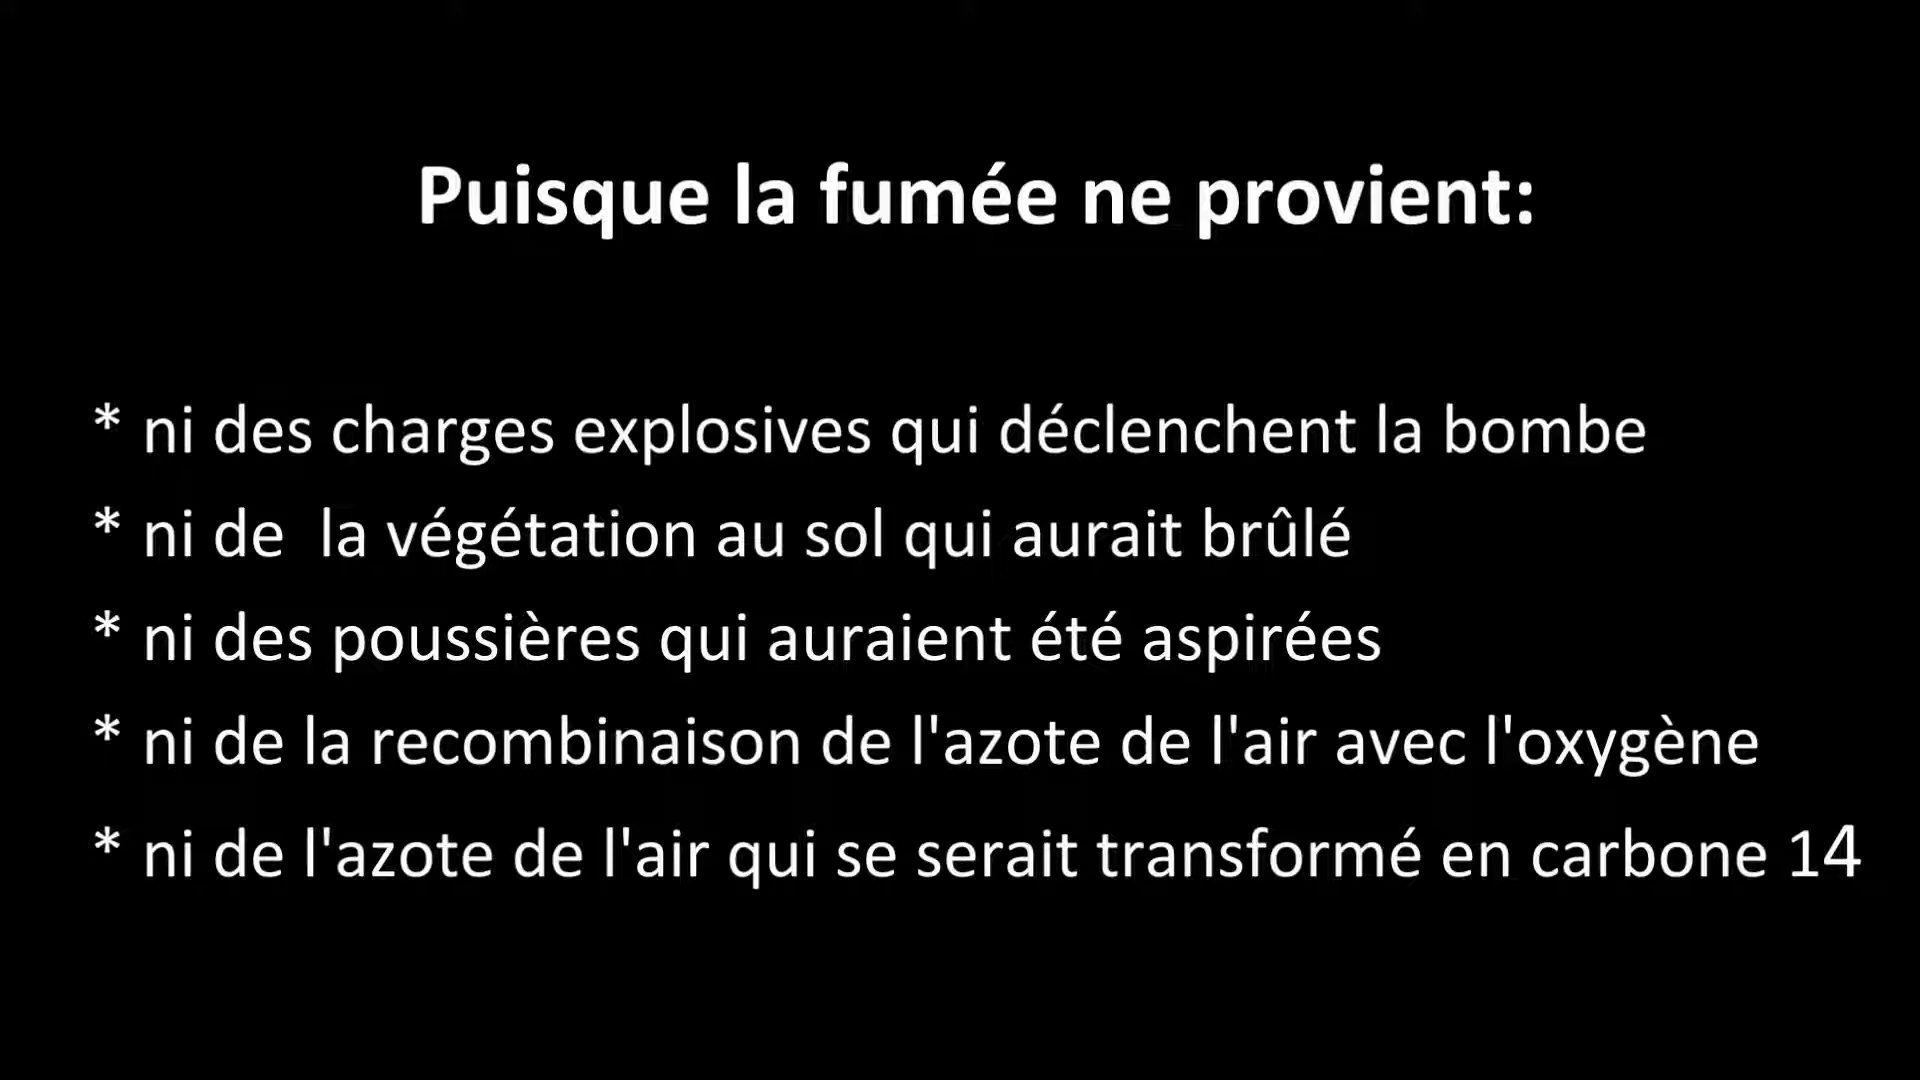 Puisque la fumée ne provient:
* ni des charges explosives qui déclenchent la bombe
* ni de  la végétation au sol qui aurait brûlé
* ni des poussières qui auraient été aspirées
* ni de la recombinaison de l'azote de l'air avec l'oxygène
* ni de l'azote de l'air qui se serait transformé en carbone 14